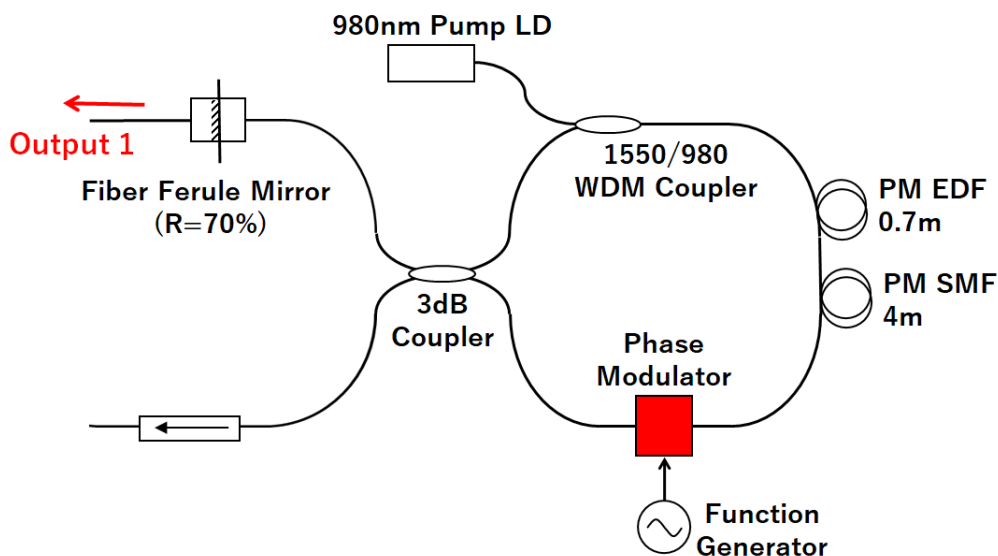 980nm Pump LD
Output 1
Fiber Ferule Mirror
(R=70%)
1550/980
WDM Coupler
PM EDF
0.7m
3dB
Coupler
PM SMF
4m
Phase
Modulator
Function
Generator